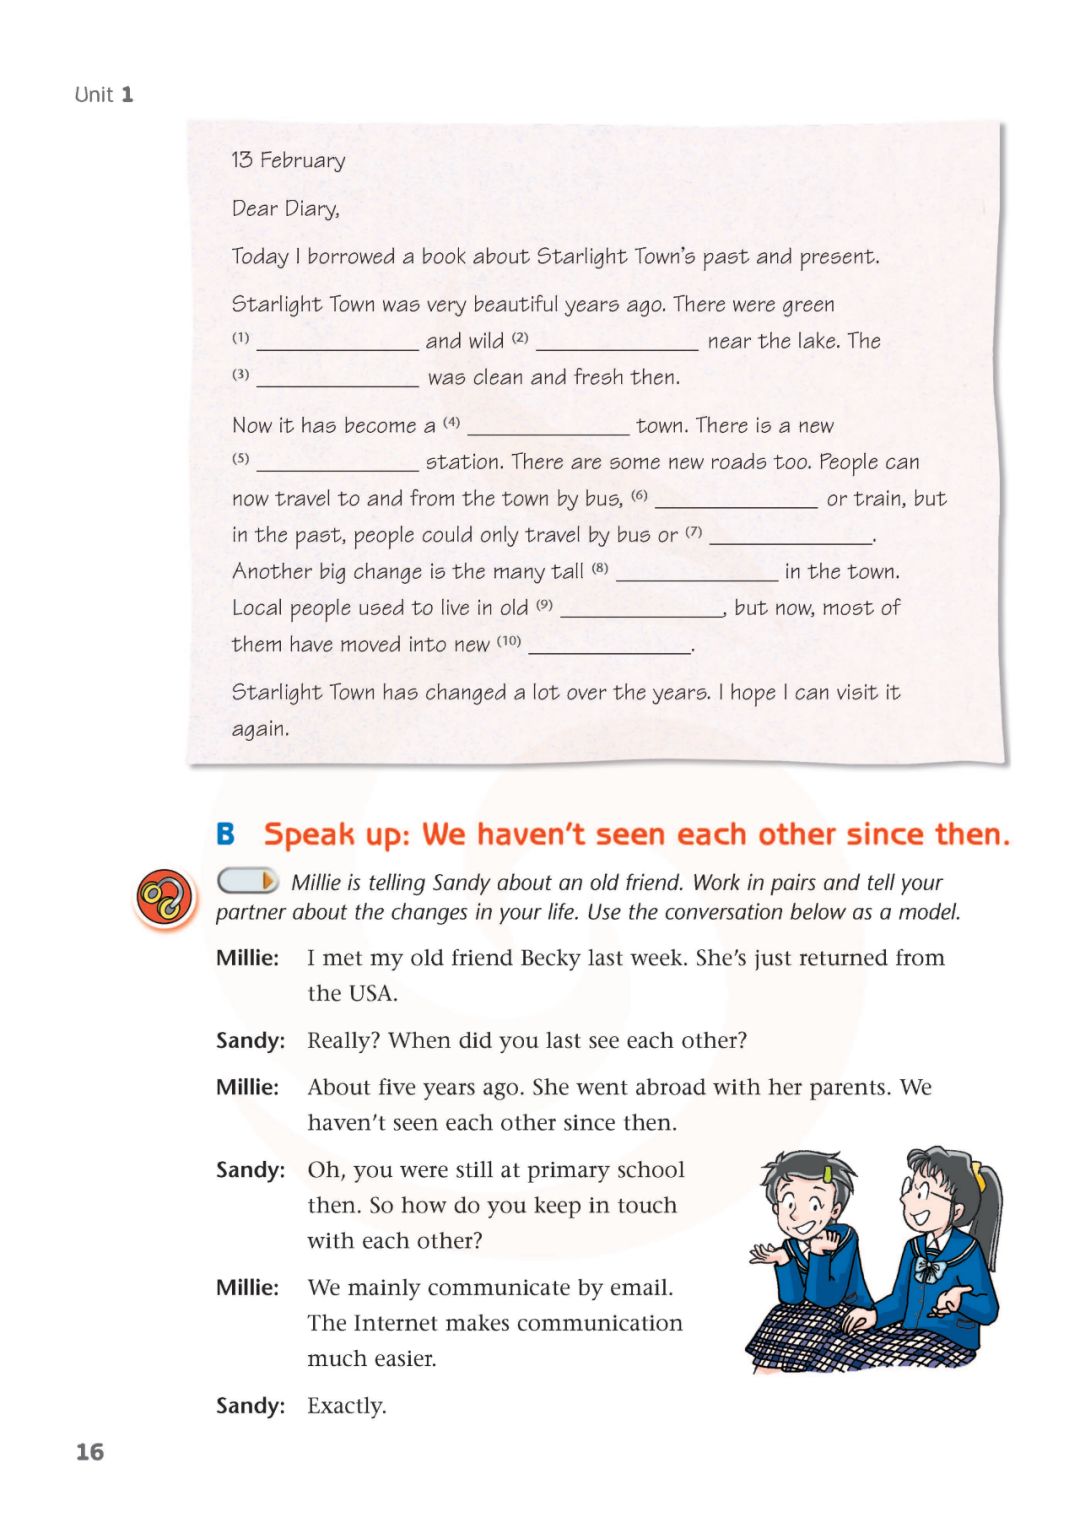 Unit 1
13 February
Dear Diary,
Today I borrowed a book about Starlight Town's past and present.
Starlight Town was very beautiful years ago. There were green
(1) ______________ and wild (2) ______________ near the lake. The
(3) ______________ was clean and fresh then.
Now it has become a (4) ______________ town. There is a new
(5) ______________ station. There are some new roads too. People can
now travel to and from the town by bus, (6) ______________ or train, but
in the past, people could only travel by bus or (7) ______________.
Another big change is the many tall (8) ______________ in the town.
Local people used to live in old (9) ______________, but now, most of
them have moved into new (10) ______________.
Starlight Town has changed a lot over the years. I hope I can visit it
again.
B Speak up: We haven't seen each other since then.
Millie is telling Sandy about an old friend. Work in pairs and tell your
partner about the changes in your life. Use the conversation below as a model.
Millie: I met my old friend Becky last week. She's just returned from
the USA.
Sandy: Really? When did you last see each other?
Millie: About five years ago. She went abroad with her parents. We
haven't seen each other since then.
Sandy: Oh, you were still at primary school
then. So how do you keep in touch
with each other?
Millie: We mainly communicate by email.
The Internet makes communication
much easier.
Sandy: Exactly.
16